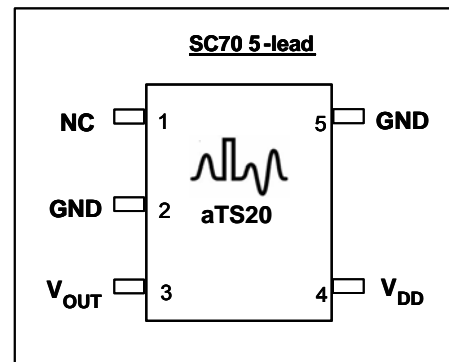 SC70 5-lead
NC 1 5 GND
GND 2
aTS20
VOUT 3 4 VDD